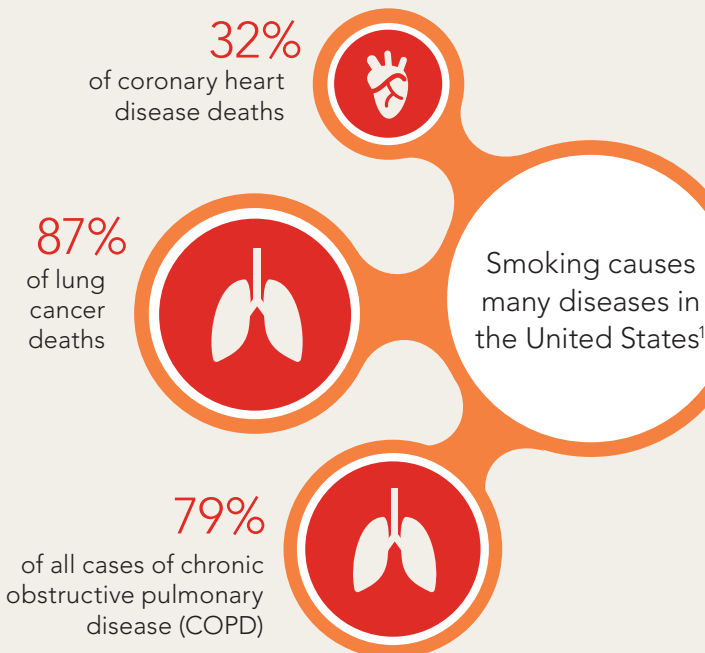 32%
of coronary heart
disease deaths
87%
of lung
cancer
deaths
Smoking causes
many diseases in
the United States¹
79%
of all cases of chronic
obstructive pulmonary
disease (COPD)